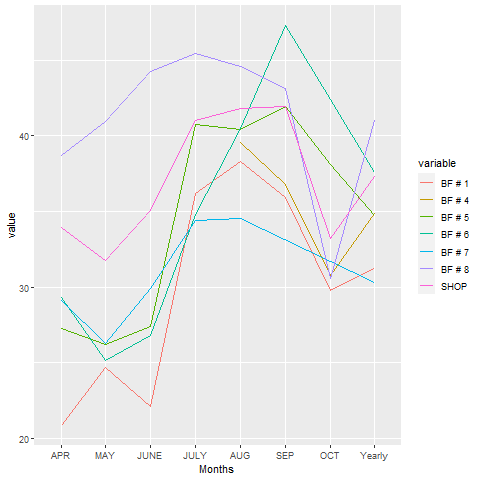 value
40
30
20
APR MAY JUNE JULY AUG SEP OCT Yearly
Months
variable
BF # 1
BF # 4
BF # 5
BF # 6
BF # 7
BF # 8
SHOP